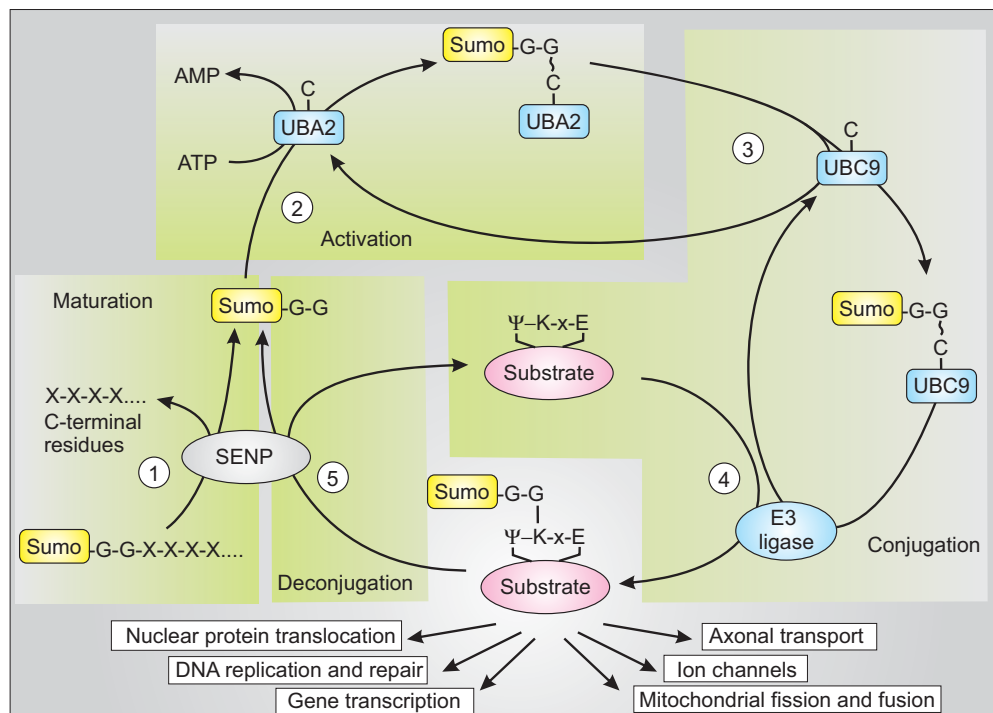 Sumo-G-G
C
UBA2
AMP
C
UBA2
ATP
2
Activation
3
C
UBC9
Maturation
Sumo-G-G
Sumo-G-G
C
UBC9
Ψ–K-x-E
Substrate
X-X-X-X....
C-terminal
residues
SENP
1
5
4
Sumo-G-G
Ψ–K-x-E
Substrate
E3
ligase
Conjugation
Sumo-G-G-X-X-X-X....
Deconjugation
Nuclear protein translocation
DNA replication and repair
Gene transcription
Axonal transport
Ion channels
Mitochondrial fission and fusion